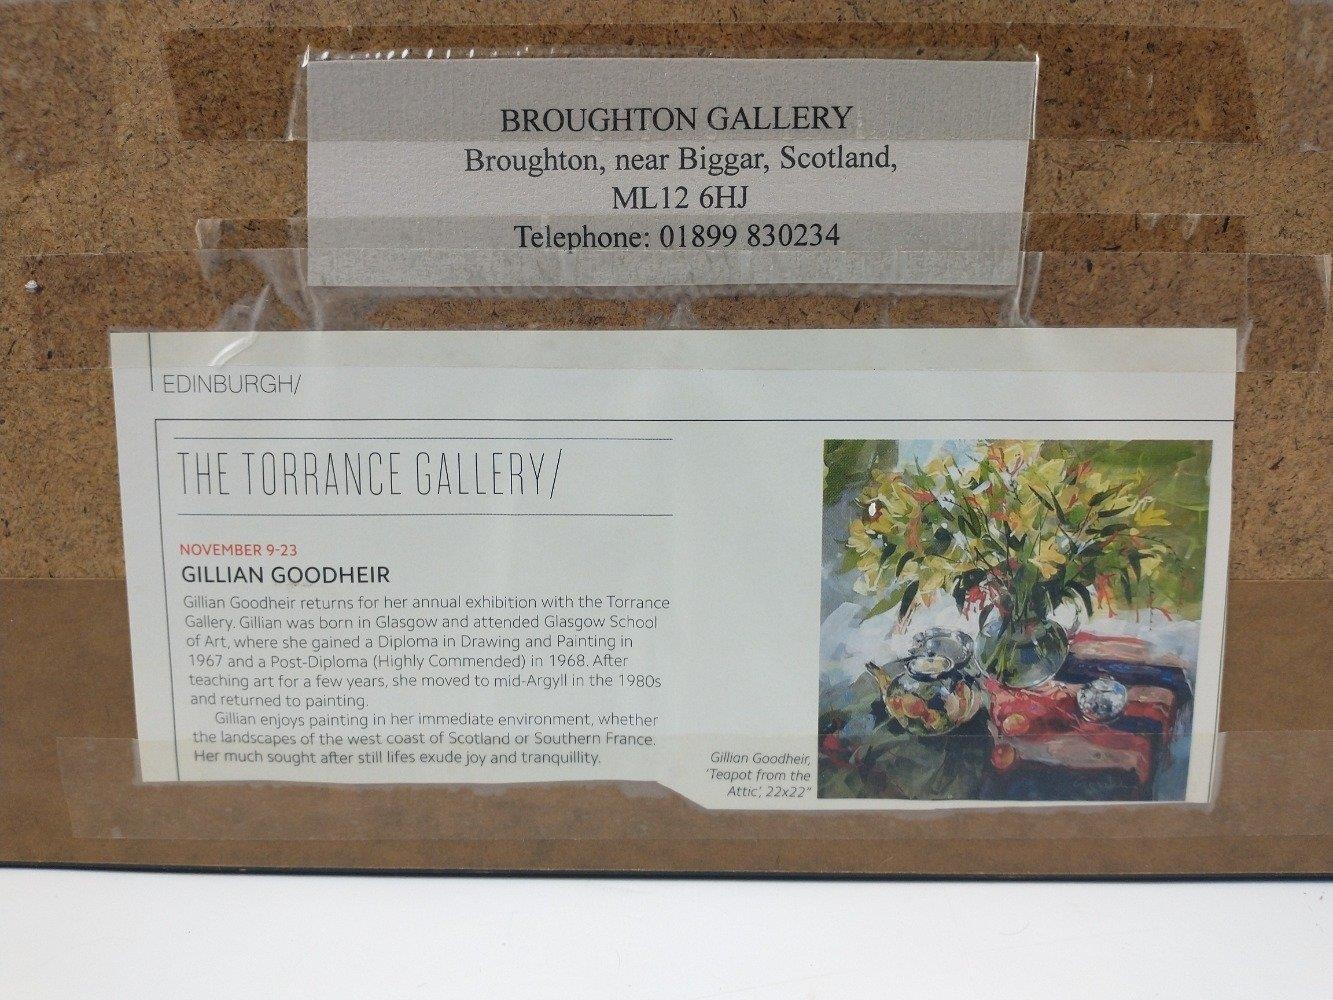 BROUGHTON GALLERY
Broughton, near Biggar, Scotland,
ML12 6HJ
Telephone: 01899 830234
EDINBURGH/
THE TORRANCE GALLERY/
NOVEMBER 9-23
GILLIAN GOODHEIR
Gillian Goodheir returns for her annual exhibition with the Torrance
Gallery. Gillian was born in Glasgow and attended Glasgow School
of Art, where she gained a Diploma in Drawing and Painting in
1967 and a Post-Diploma (Highly Commended) in 1968. After
teaching art for a few years, she moved to mid-Argyll in the 1980s
and returned to painting.
Gillian enjoys painting in her immediate environment, whether
the landscapes of the west coast of Scotland or Southern France.
Her much sought after still lifes exude joy and tranquillity.
Gillian Goodheir,
'Teapot from the
Attic', 22x22"